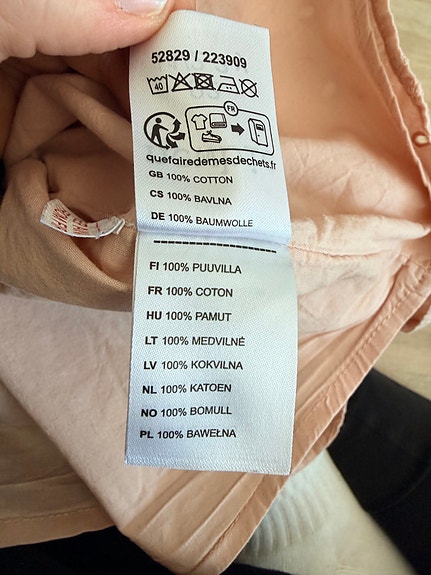 52829 / 223909
40
FR
quefairedemesdechets.fr
GB 100% COTTON
CS 100% BAVLNA
DE 100% BAUMWOLLE
FI 100% PUUVILLA
FR 100% COTON
HU 100% PAMUT
LT 100% MEDVILNĖ
LV 100% KOKVILNA
NL 100% KATOEN
NO 100% BOMULL
PL 100% BAWEŁNA